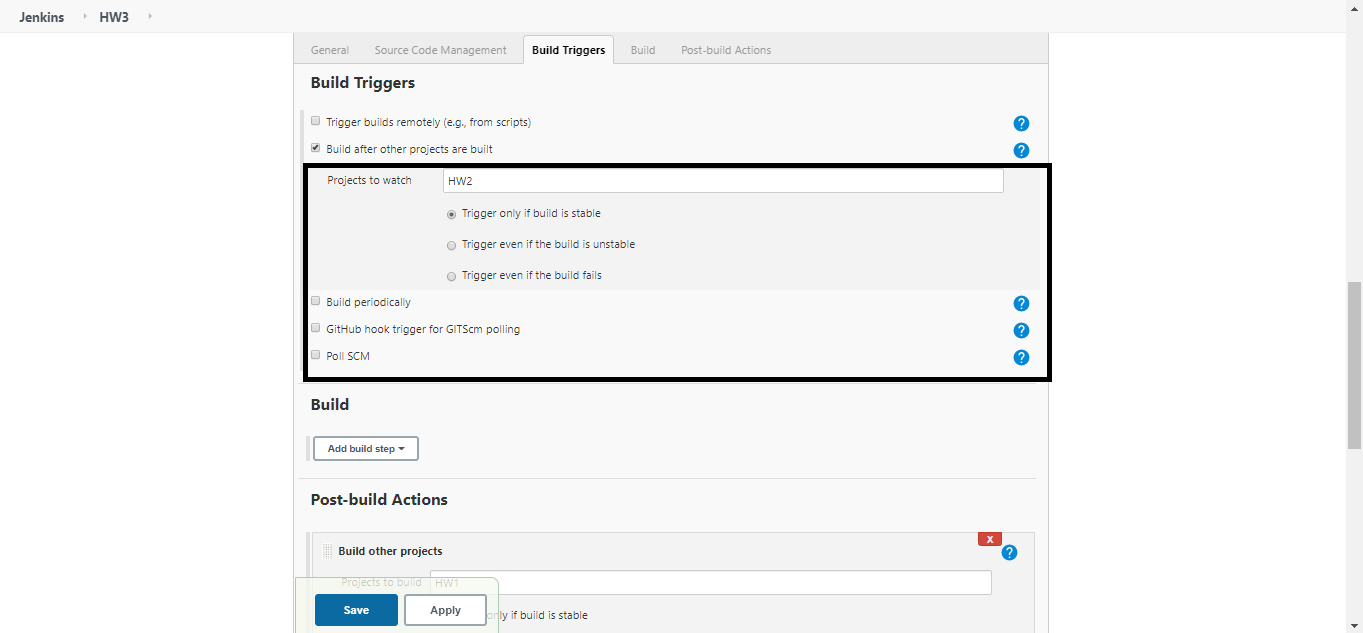 Jenkins HW3
General Source Code Management Build Triggers Build Post-build Actions
Build Triggers
Trigger builds remotely (e.g., from scripts)
?
Build after other projects are built
?
Projects to watch HW2
Trigger only if build is stable
Trigger even if the build is unstable
Trigger even if the build fails
Build periodically
?
GitHub hook trigger for GITScm polling
?
Poll SCM
?
Build
Add build step
Post-build Actions
X
Build other projects
?
Projects to build HW1
Save Apply
only if build is stable